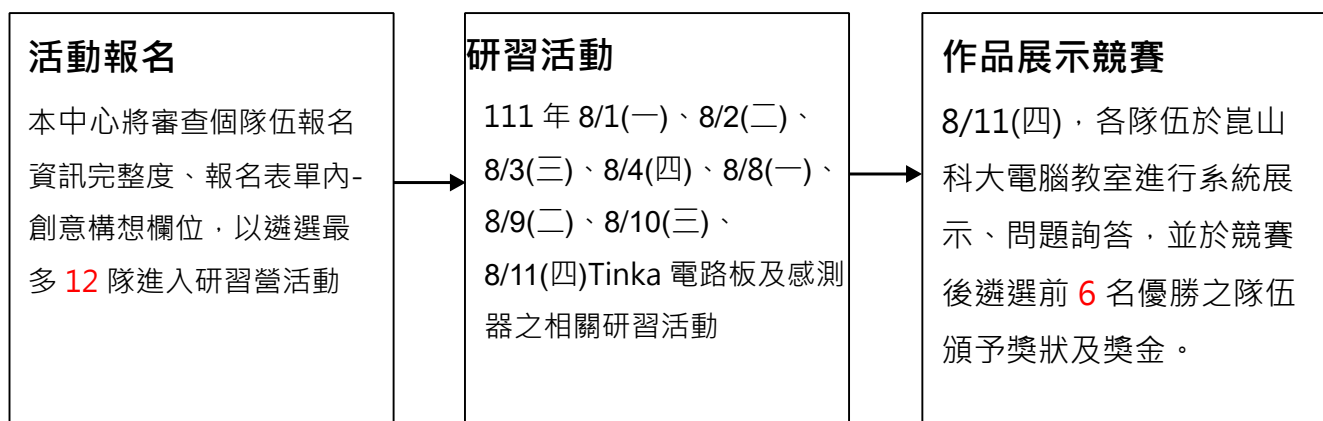 活動報名
本中心將審查個隊伍報名
資訊完整度、報名表單內-
創意構想欄位，以遴選最
多 12 隊進入研習營活動
研習活動
111 年 8/1(一)、8/2(二)、
8/3(三)、8/4(四)、8/8(一)、
8/9(二)、8/10(三)、
8/11(四)Tinka 電路板及感測
器之相關研習活動
作品展示競賽
8/11(四)，各隊伍於崑山
科大電腦教室進行系統展
示、問題詢答，並於競賽
後遴選前 6 名優勝之隊伍
頒予獎狀及獎金。